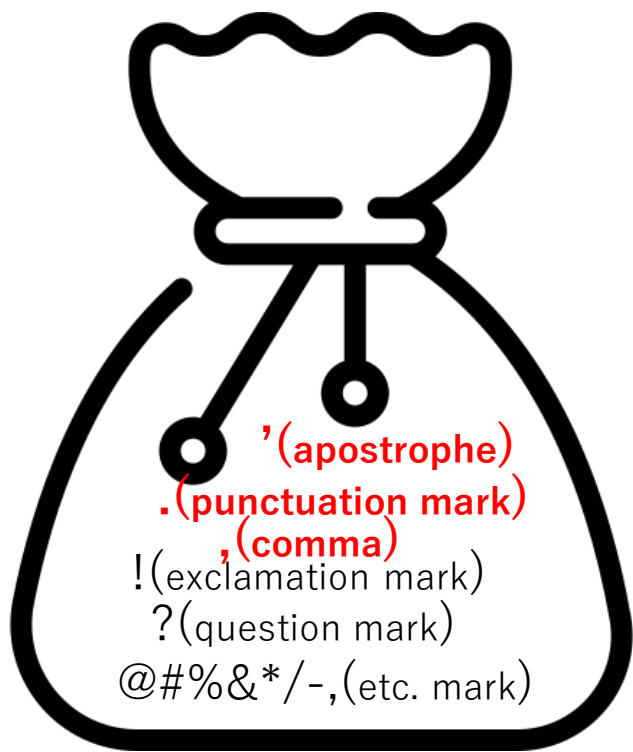 ’(apostrophe)
.(punctuation mark)
,(comma)
!(exclamation mark)
?(question mark)
@#%&*/-,(etc. mark)